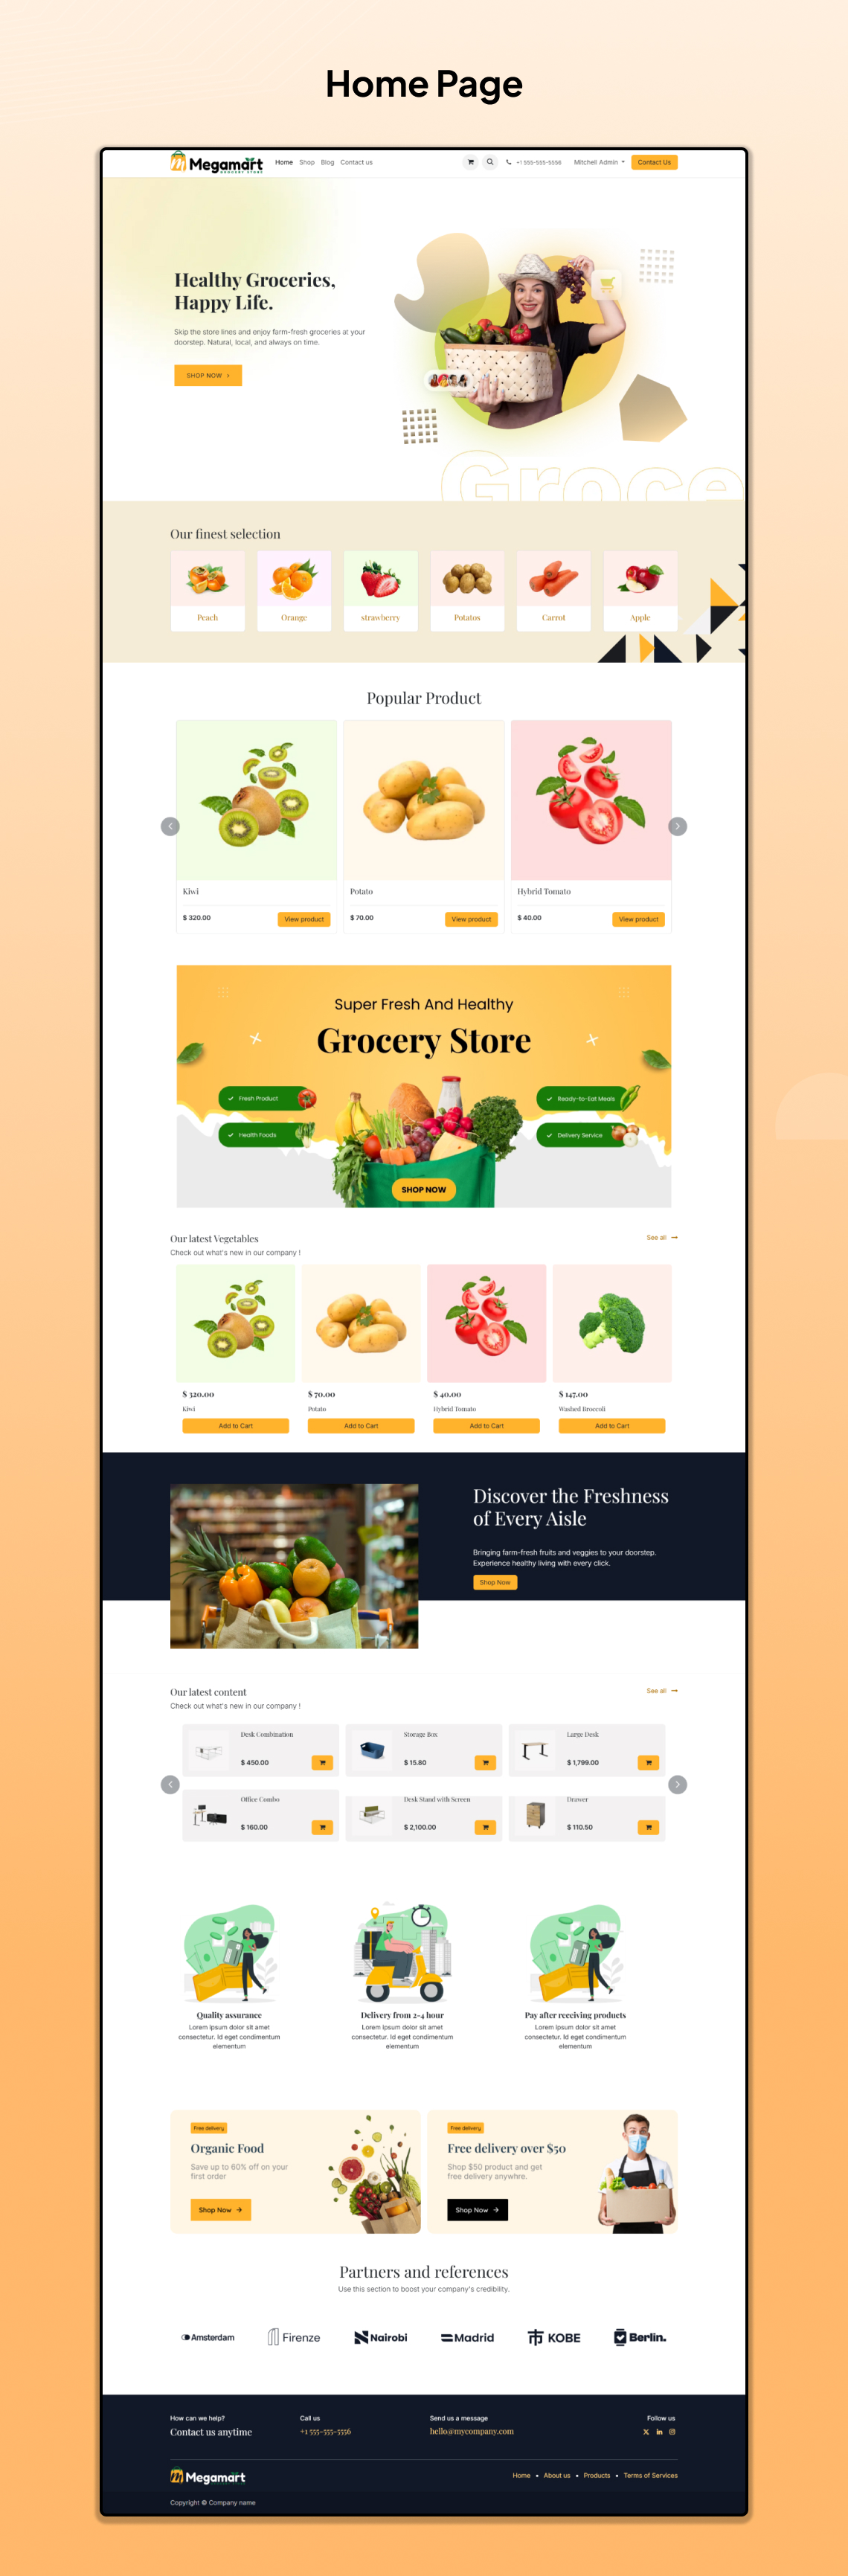 Home Page
Megamart
GROCERY STORE
Home Shop Blog Contact us
+1 555-555-5556
Mitchell Admin
Contact Us
Healthy Groceries,
Happy Life.
Skip the store lines and enjoy farm-fresh groceries at your
doorstep. Natural, local, and always on time.
SHOP NOW >
Groce
Our finest selection
Peach Orange strawberry Potatos Carrot Apple
Popular Product
Kiwi Potato Hybrid Tomato
$ 320.00 View product $ 70.00 View product $ 40.00 View product
Super Fresh And Healthy
Grocery Store
Fresh Product Ready-to-Eat Meals
Health Foods Delivery Service
SHOP NOW
Our latest Vegetables See all
Check out what's new in our company !
$ 320.00 $ 70.00 $ 40.00 $ 147.00
Kiwi Potato Hybrid Tomato Washed Broccoli
Add to Cart Add to Cart Add to Cart Add to Cart
Discover the Freshness
of Every Aisle
Bringing farm-fresh fruits and veggies to your doorstep.
Experience healthy living with every click.
Shop Now
Our latest content See all
Check out what's new in our company !
Desk Combination Storage Box Large Desk
$ 450.00 $ 15.80 $ 1,799.00
Office Combo Desk Stand with Screen Drawer
$ 160.00 $ 2,100.00 $ 110.50
Quality assurance
Lorem ipsum dolor sit amet
consectetur. Id eget condimentum
elementum
Delivery from 2-4 hour
Lorem ipsum dolor sit amet
consectetur. Id eget condimentum
elementum
Pay after receiving products
Lorem ipsum dolor sit amet
consectetur. Id eget condimentum
elementum
Free delivery
Organic Food
Save up to 60% off on your
first order
Shop Now
Free delivery
Free delivery over $50
Shop $50 product and get
free delivery anywhre.
Shop Now
Partners and references
Use this section to boost your company's credibility.
Amsterdam Firenze Nairobi Madrid KOBE Berlin.
How can we help? Call us Send us a message Follow us
Contact us anytime +1 555-555-5556 hello@mycompany.com
Megamart
Home • About us • Products • Terms of Services
Copyright © Company name